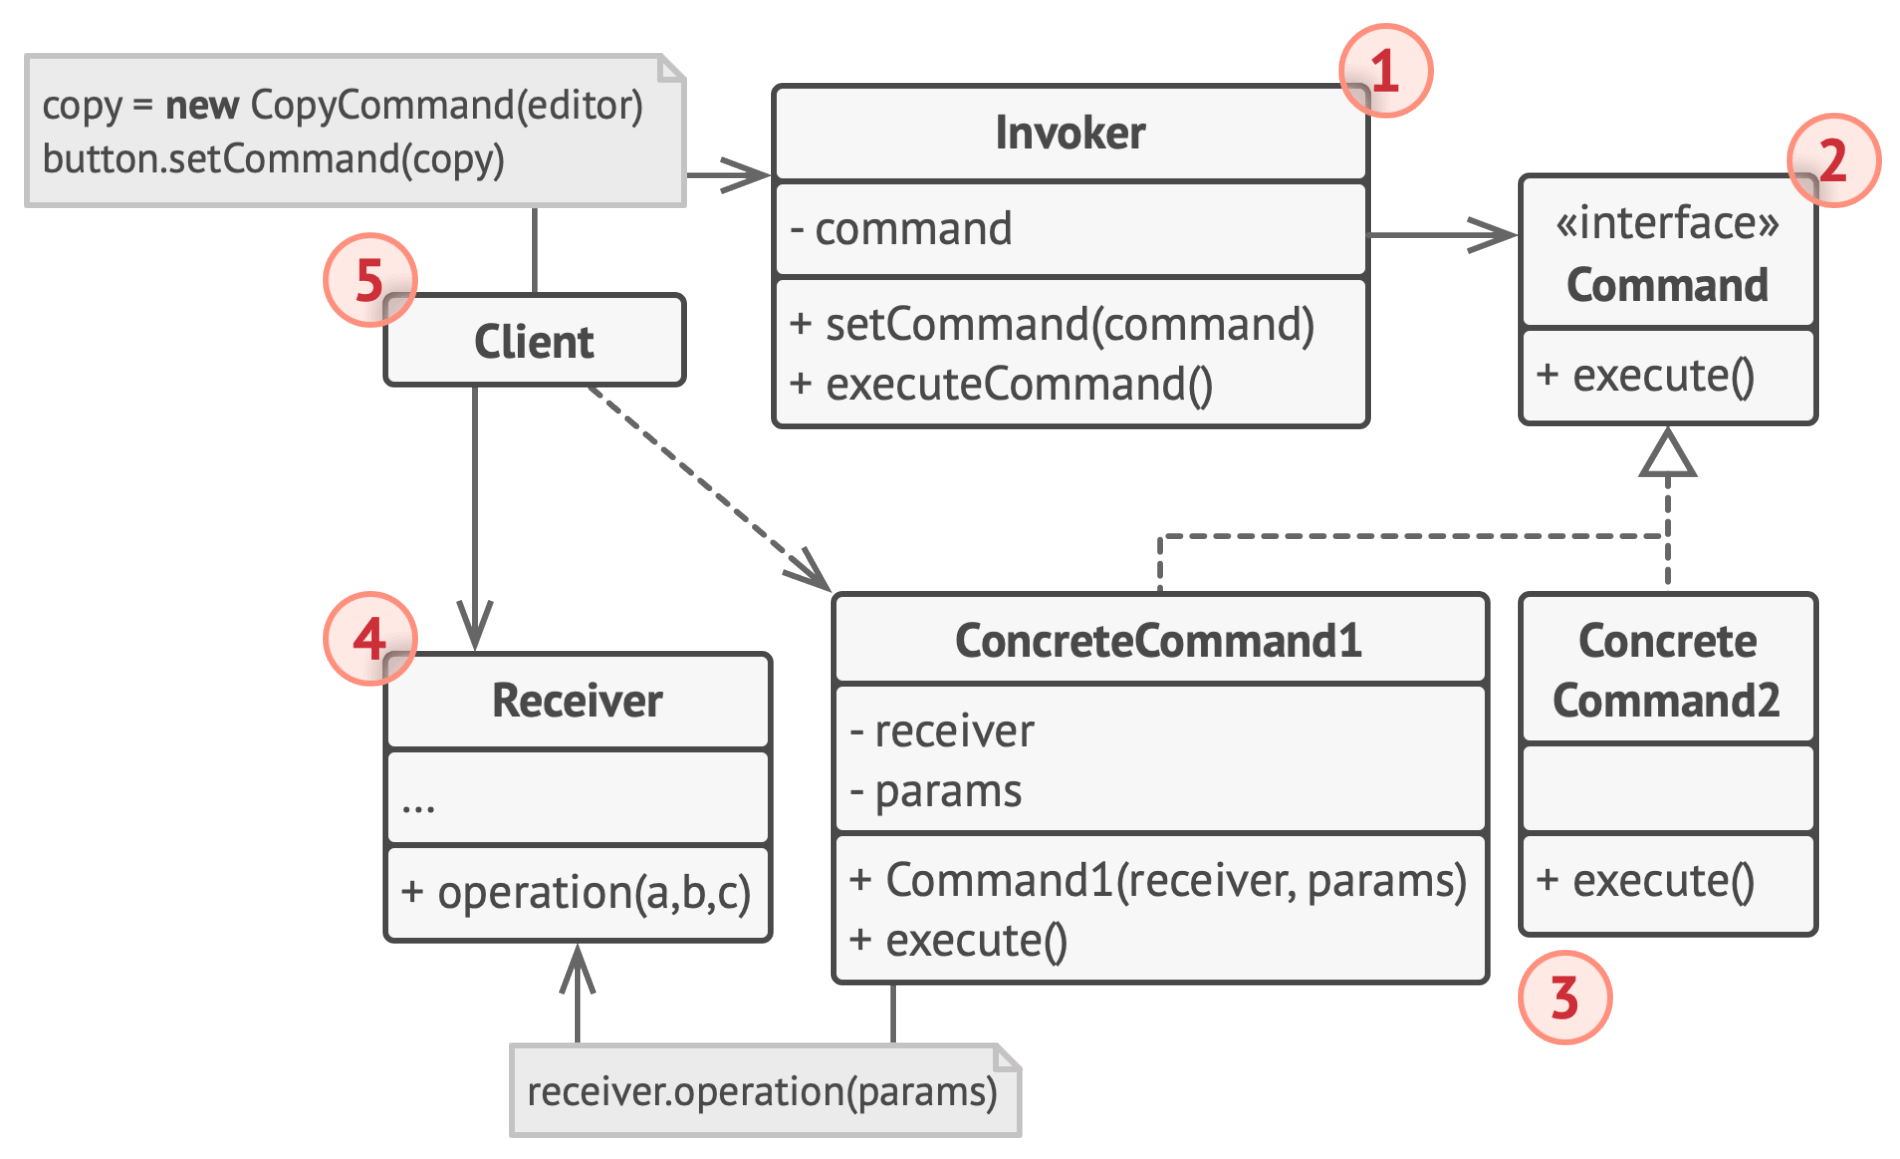 copy = new CopyCommand(editor)
button.setCommand(copy)
1
Invoker
- command
+ setCommand(command)
+ executeCommand()
2
«interface»
Command
+ execute()
5
Client
4
Receiver
...
+ operation(a,b,c)
ConcreteCommand1
- receiver
- params
+ Command1(receiver, params)
+ execute()
Concrete
Command2
+ execute()
3
receiver.operation(params)